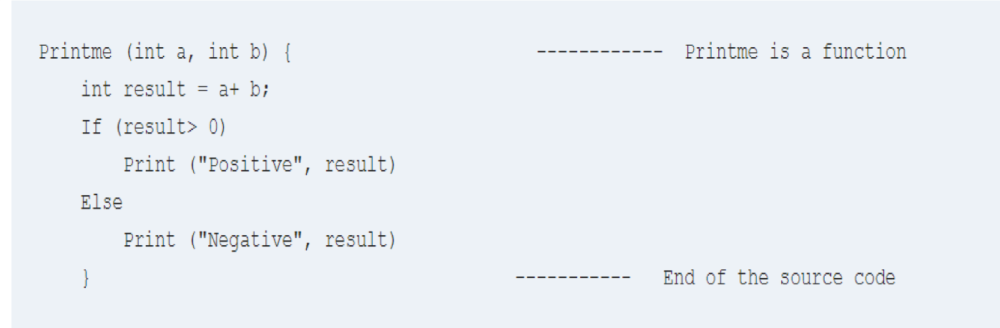 Printme (int a, int b) { ------------ Printme is a function
int result = a+ b;
If (result> 0)
Print ("Positive", result)
Else
Print ("Negative", result)
} ----------- End of the source code